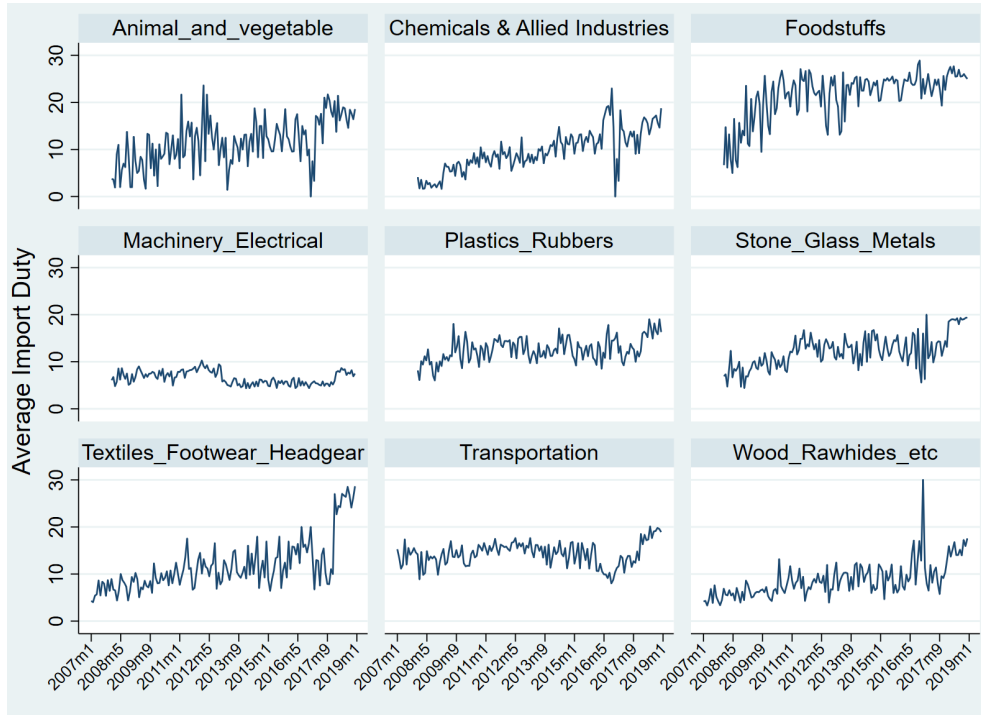 Animal_and_vegetable
Chemicals & Allied Industries
Foodstuffs
30
20
10
0
Machinery_Electrical
Plastics_Rubbers
Stone_Glass_Metals
30
20
10
0
Average Import Duty
Textiles_Footwear_Headgear
Transportation
Wood_Rawhides_etc
30
20
10
0
2007m1
2008m5
2009m9
2011m1
2012m5
2013m9
2015m1
2016m5
2017m9
2019m1
2007m1
2008m5
2009m9
2011m1
2012m5
2013m9
2015m1
2016m5
2017m9
2019m1
2007m1
2008m5
2009m9
2011m1
2012m5
2013m9
2015m1
2016m5
2017m9
2019m1